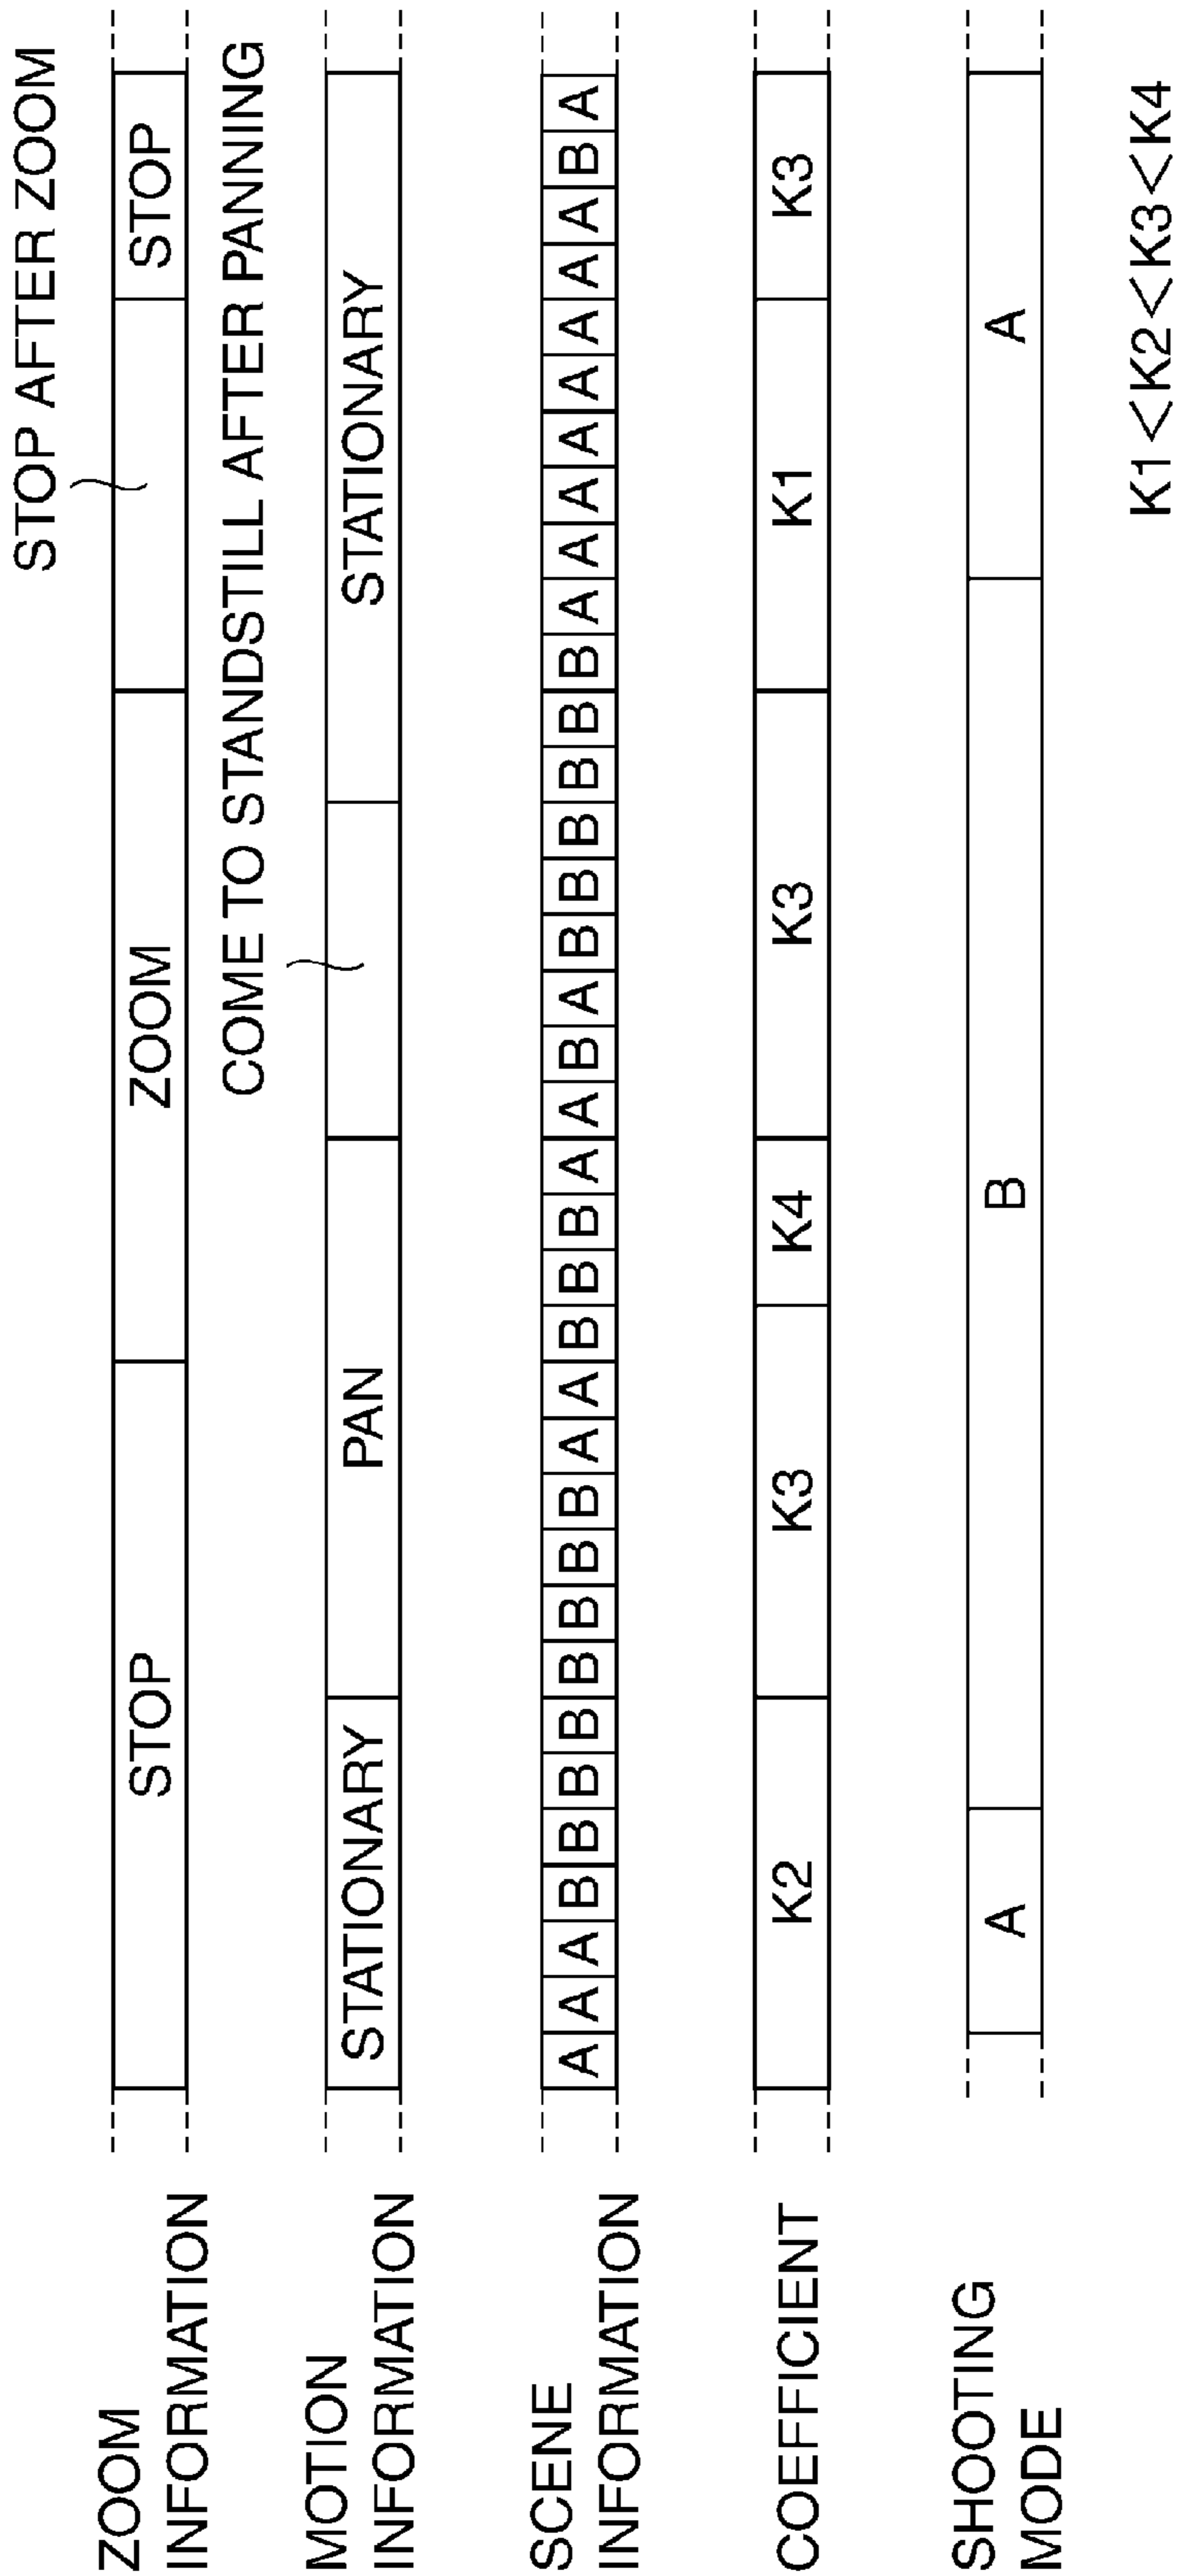 STOP AFTER ZOOM
ZOOM
INFORMATION
STOP ZOOM STOP
COME TO STANDSTILL AFTER PANNING
MOTION
INFORMATION
STATIONARY PAN STATIONARY
SCENE
INFORMATION
A A A B B B B B B B B A A B B B A A B A B B B B B B A A A A A A A A B A
COEFFICIENT
K2 K3 K4 K3 K1 K3
SHOOTING
MODE
A B A
K1<K2<K3<K4